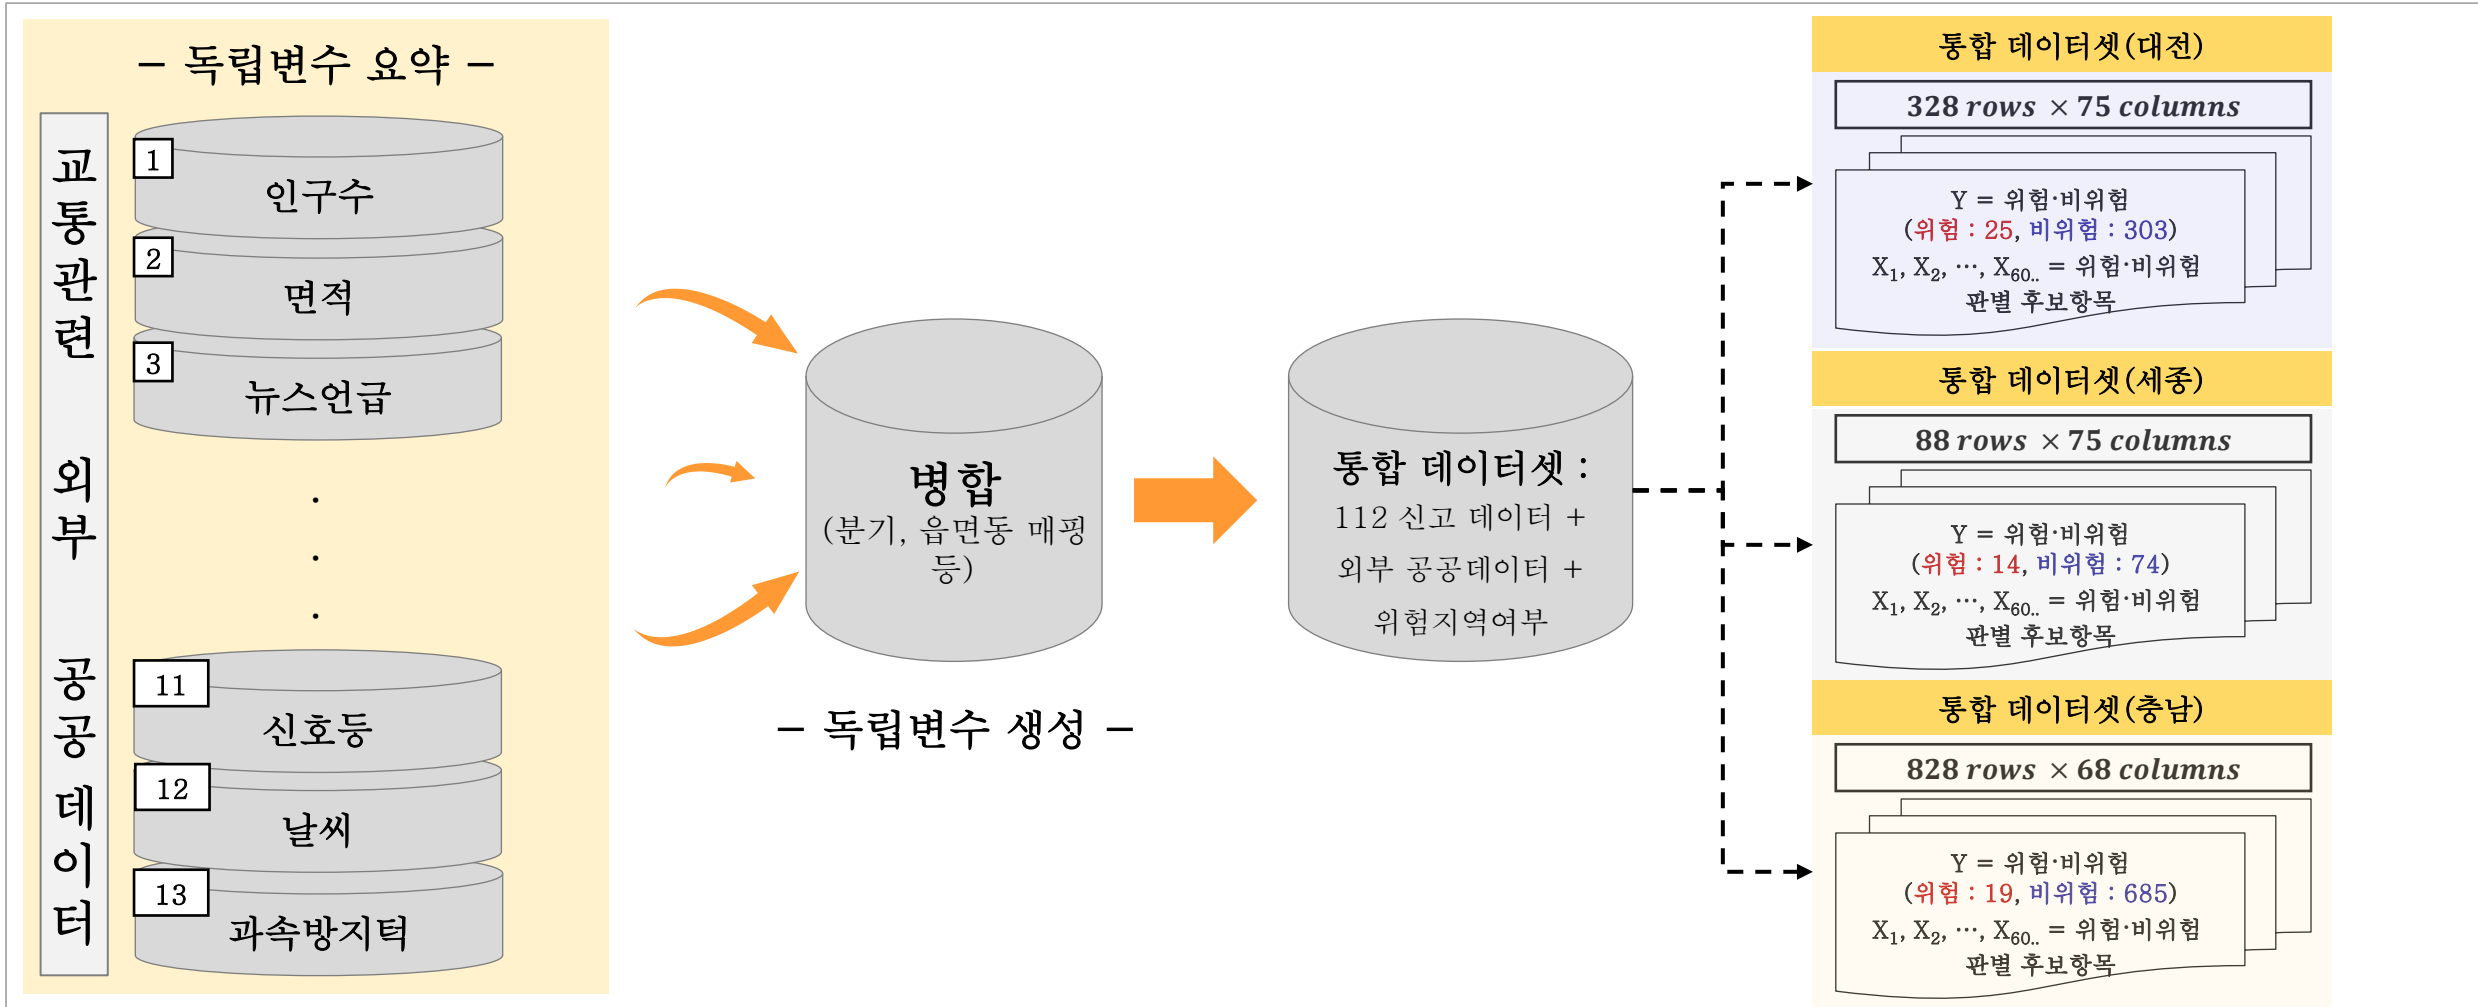 – 독립변수 요약 –
교통관련 외부 공공데이터
1
인구수
2
면적
3
뉴스언급
.
.
.
11
신호등
12
날씨
13
과속방지턱
병합
(분기, 읍면동 매핑
등)
– 독립변수 생성 –
통합 데이터셋 :
112 신고 데이터 +
외부 공공데이터 +
위험지역여부
통합 데이터셋(대전)
328 rows × 75 columns
Y = 위험·비위험
(위험 : 25, 비위험 : 303)
X₁, X₂, ···, X₆₀.. = 위험·비위험
판별 후보항목
통합 데이터셋(세종)
88 rows × 75 columns
Y = 위험·비위험
(위험 : 14, 비위험 : 74)
X₁, X₂, ···, X₆₀.. = 위험·비위험
판별 후보항목
통합 데이터셋(충남)
828 rows × 68 columns
Y = 위험·비위험
(위험 : 19, 비위험 : 685)
X₁, X₂, ···, X₆₀.. = 위험·비위험
판별 후보항목